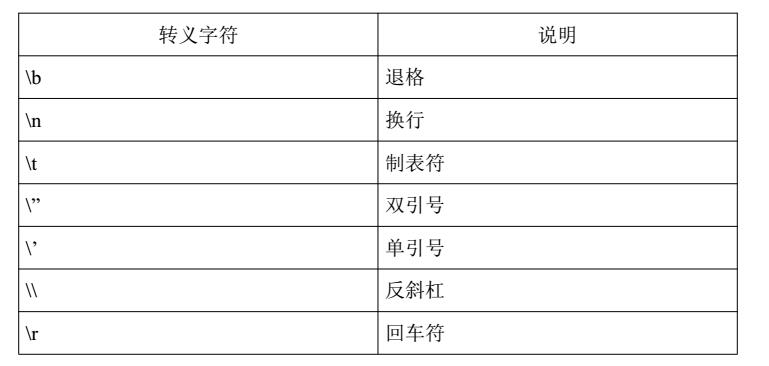 转义字符 说明
\b 退格
\n 换行
\t 制表符
\” 双引号
\’ 单引号
\\ 反斜杠
\r 回车符